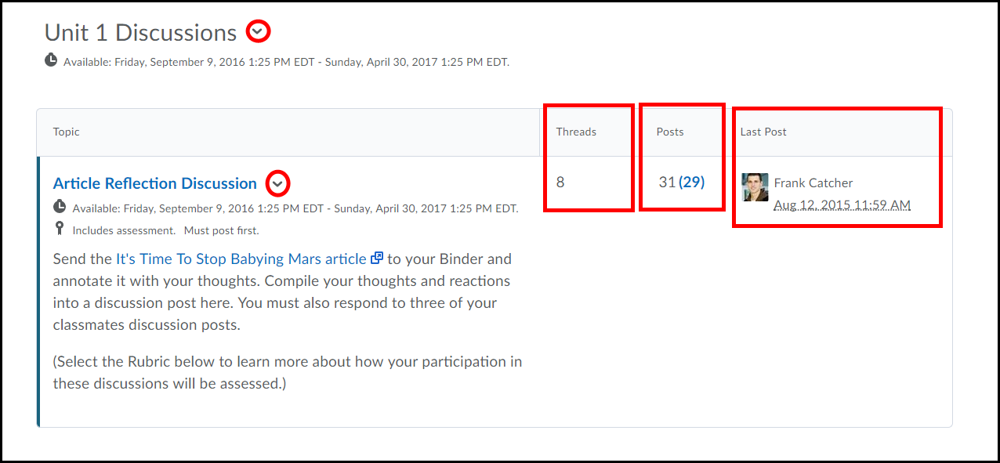 Unit 1 Discussions
Available: Friday, September 9, 2016 1:25 PM EDT - Sunday, April 30, 2017 1:25 PM EDT.
Topic Threads Posts Last Post
Article Reflection Discussion 8 31 (29) Frank Catcher
Available: Friday, September 9, 2016 1:25 PM EDT - Sunday, April 30, 2017 1:25 PM EDT. Aug 12, 2015 11:59 AM
Includes assessment. Must post first.
Send the It's Time To Stop Babying Mars article to your Binder and
annotate it with your thoughts. Compile your thoughts and reactions
into a discussion post here. You must also respond to three of your
classmates discussion posts.
(Select the Rubric below to learn more about how your participation in
these discussions will be assessed.)